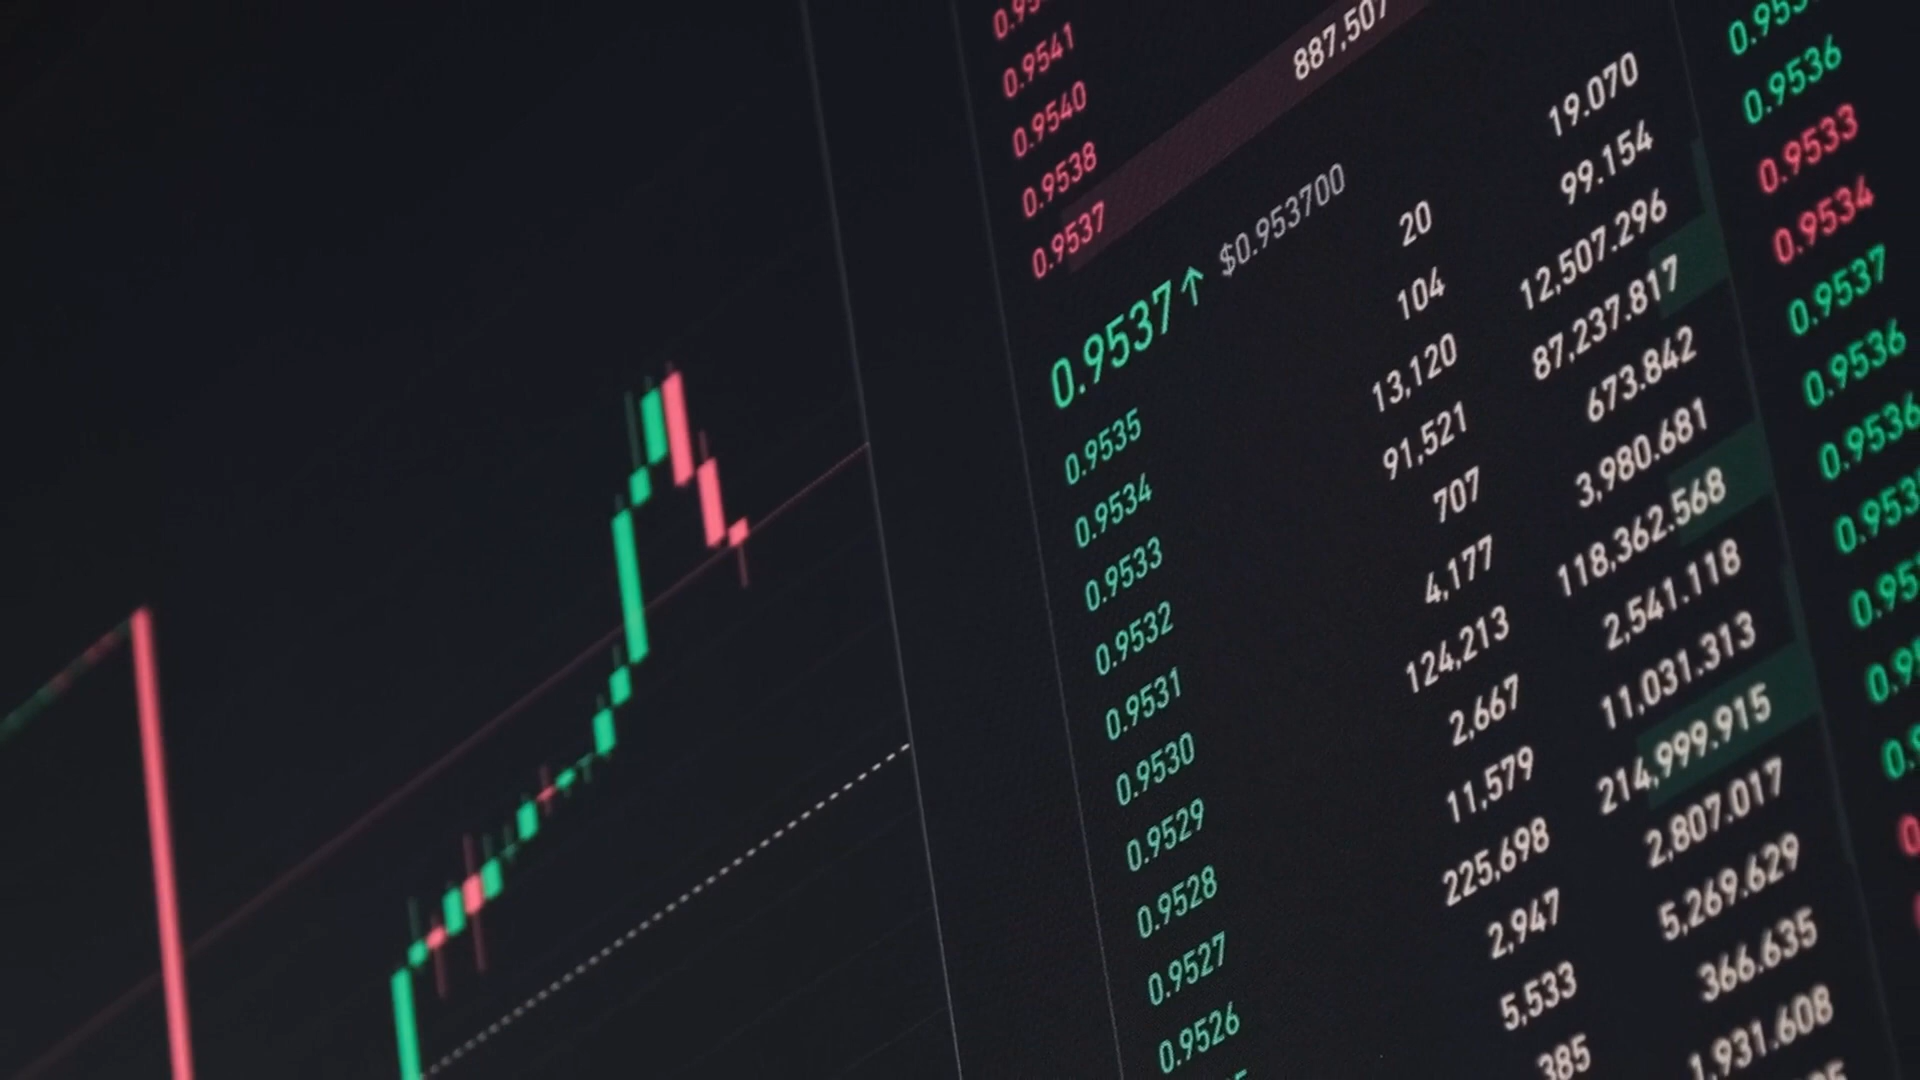 0.9541
0.9540
0.9538
0.9537 887,507
0.9537↑ $0.953700
0.9535 20 19.070
0.9534 104 99.154
0.9533 13,120 12,507.296
0.9532 91,521 87,237.817
0.9531 707 673.842
0.9530 4,177 3,980.681
0.9529 124,213 118,362.568
0.9528 2,667 2,541.118
0.9527 11,579 11,031.313
0.9526 225,698 214,999.915
2,947 2,807.017
5,533 5,269.629
385 366.635
1,931.608
0.9536
0.9533
0.9534
0.9537
0.9536
0.9536